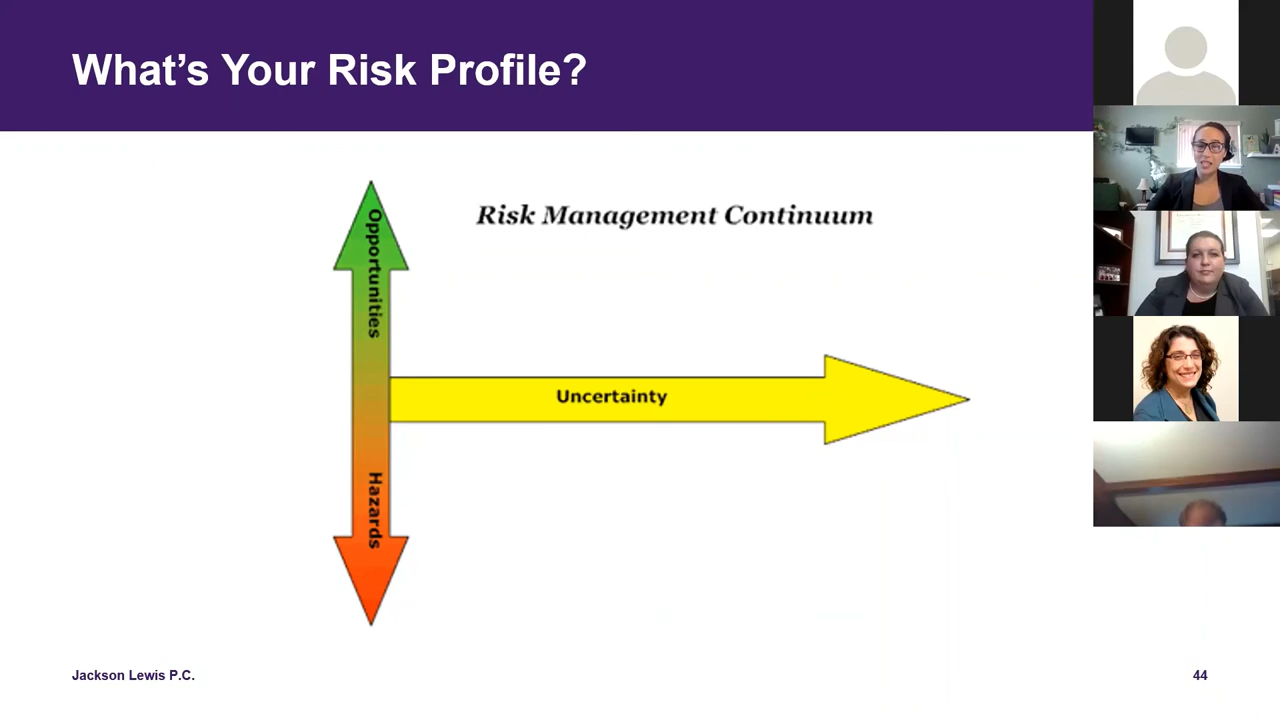 What's Your Risk Profile?
Risk Management Continuum
Opportunities
Uncertainty
Hazards
Jackson Lewis P.C.
44